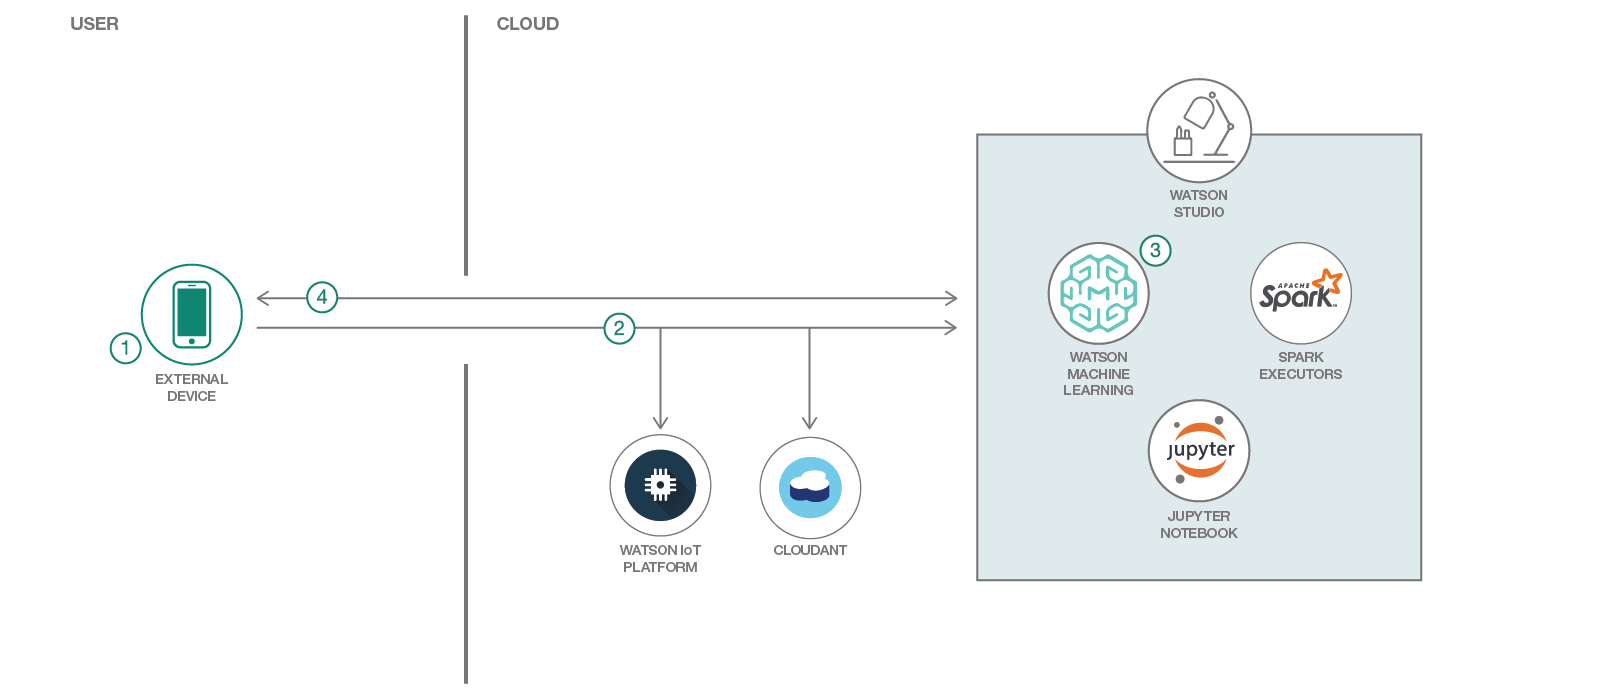 USER
CLOUD
WATSON
STUDIO
3
APACHE
Spark™
4
2
1
EXTERNAL
DEVICE
WATSON
MACHINE
LEARNING
SPARK
EXECUTORS
jupyter
JUPYTER
NOTEBOOK
WATSON IoT
PLATFORM
CLOUDANT